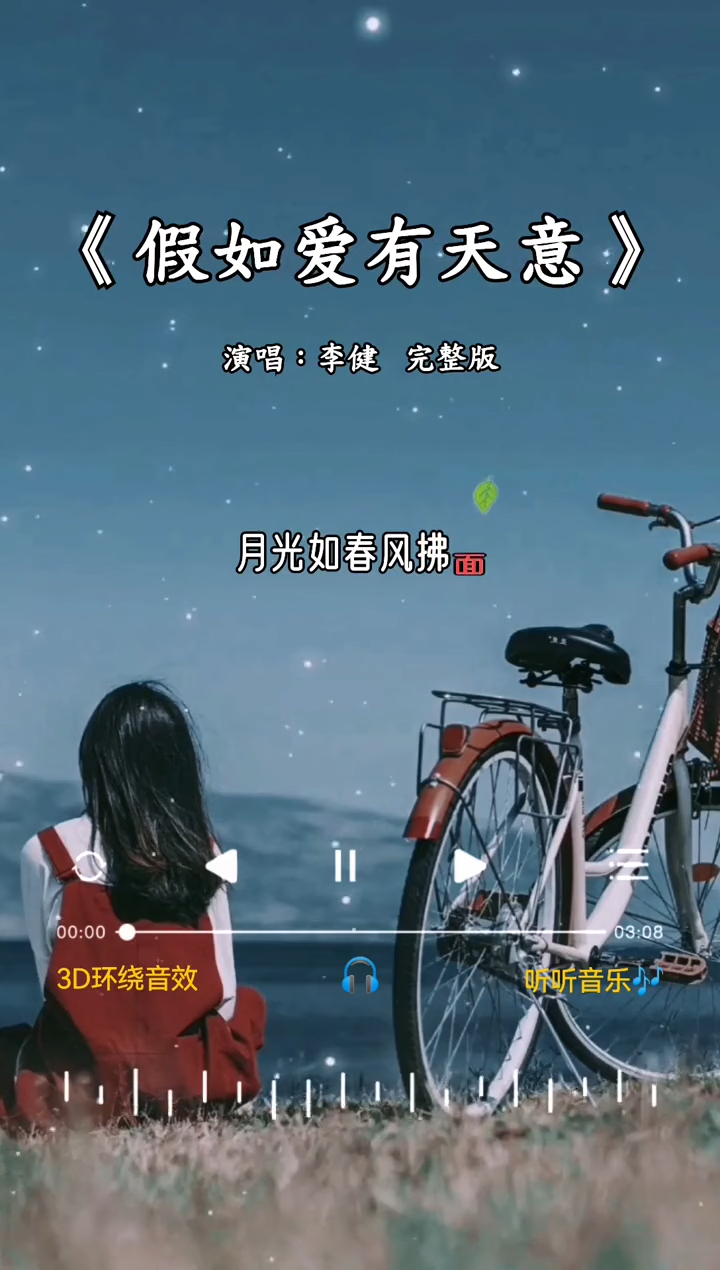 《假如爱有天意》
演唱：李健 完整版
月光如春风拂面
00:00 03:08
3D环绕音效 听听音乐